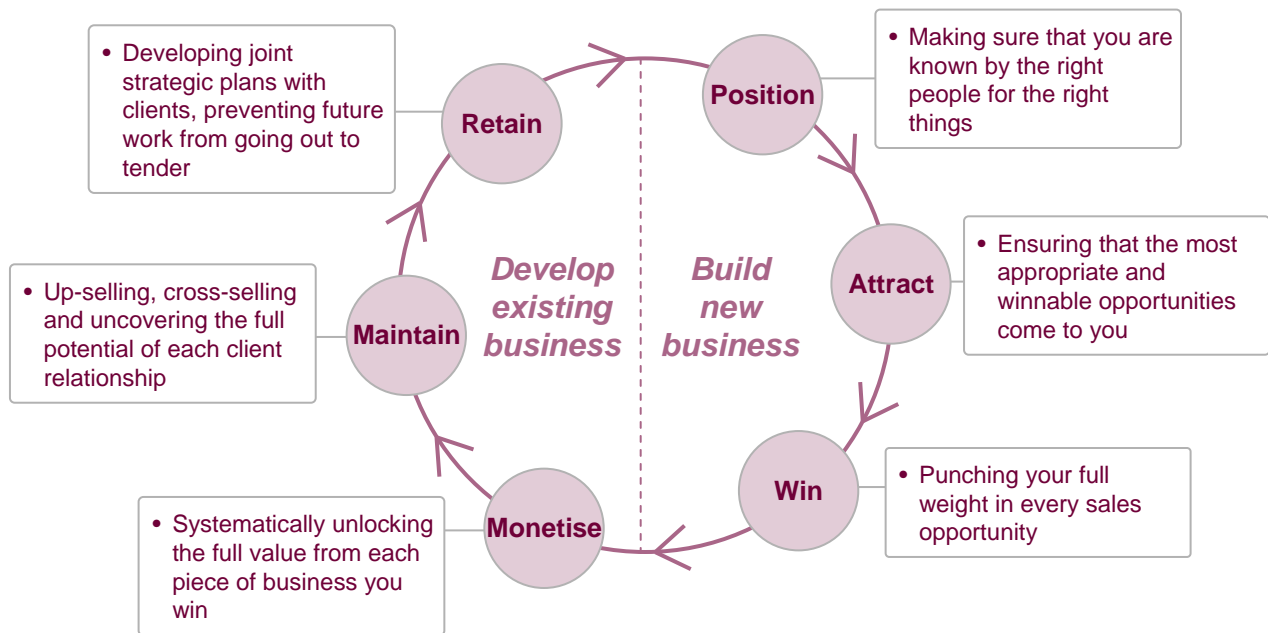 • Developing joint
strategic plans with
clients, preventing future
work from going out to
tender
Retain
Position
• Making sure that you are
known by the right
people for the right
things
• Up-selling, cross-selling
and uncovering the full
potential of each client
relationship
Maintain
Develop
existing
business
Build
new
business
Attract
• Ensuring that the most
appropriate and
winnable opportunities
come to you
• Systematically unlocking
the full value from each
piece of business you
win
Monetise
Win
• Punching your full
weight in every sales
opportunity